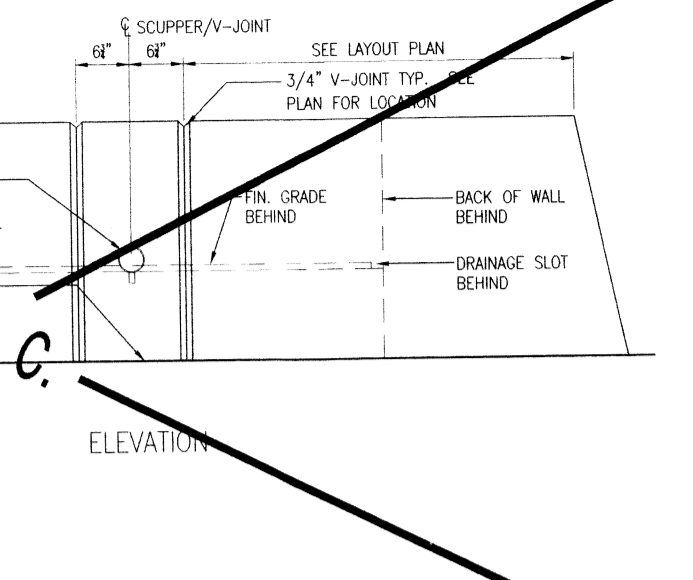 ℄ SCUPPER/V-JOINT
6¾" 6¾"
SEE LAYOUT PLAN
3/4" V-JOINT TYP. SEE
PLAN FOR LOCATION
FIN. GRADE
BEHIND
BACK OF WALL
BEHIND
DRAINAGE SLOT
BEHIND
C.
ELEVATION